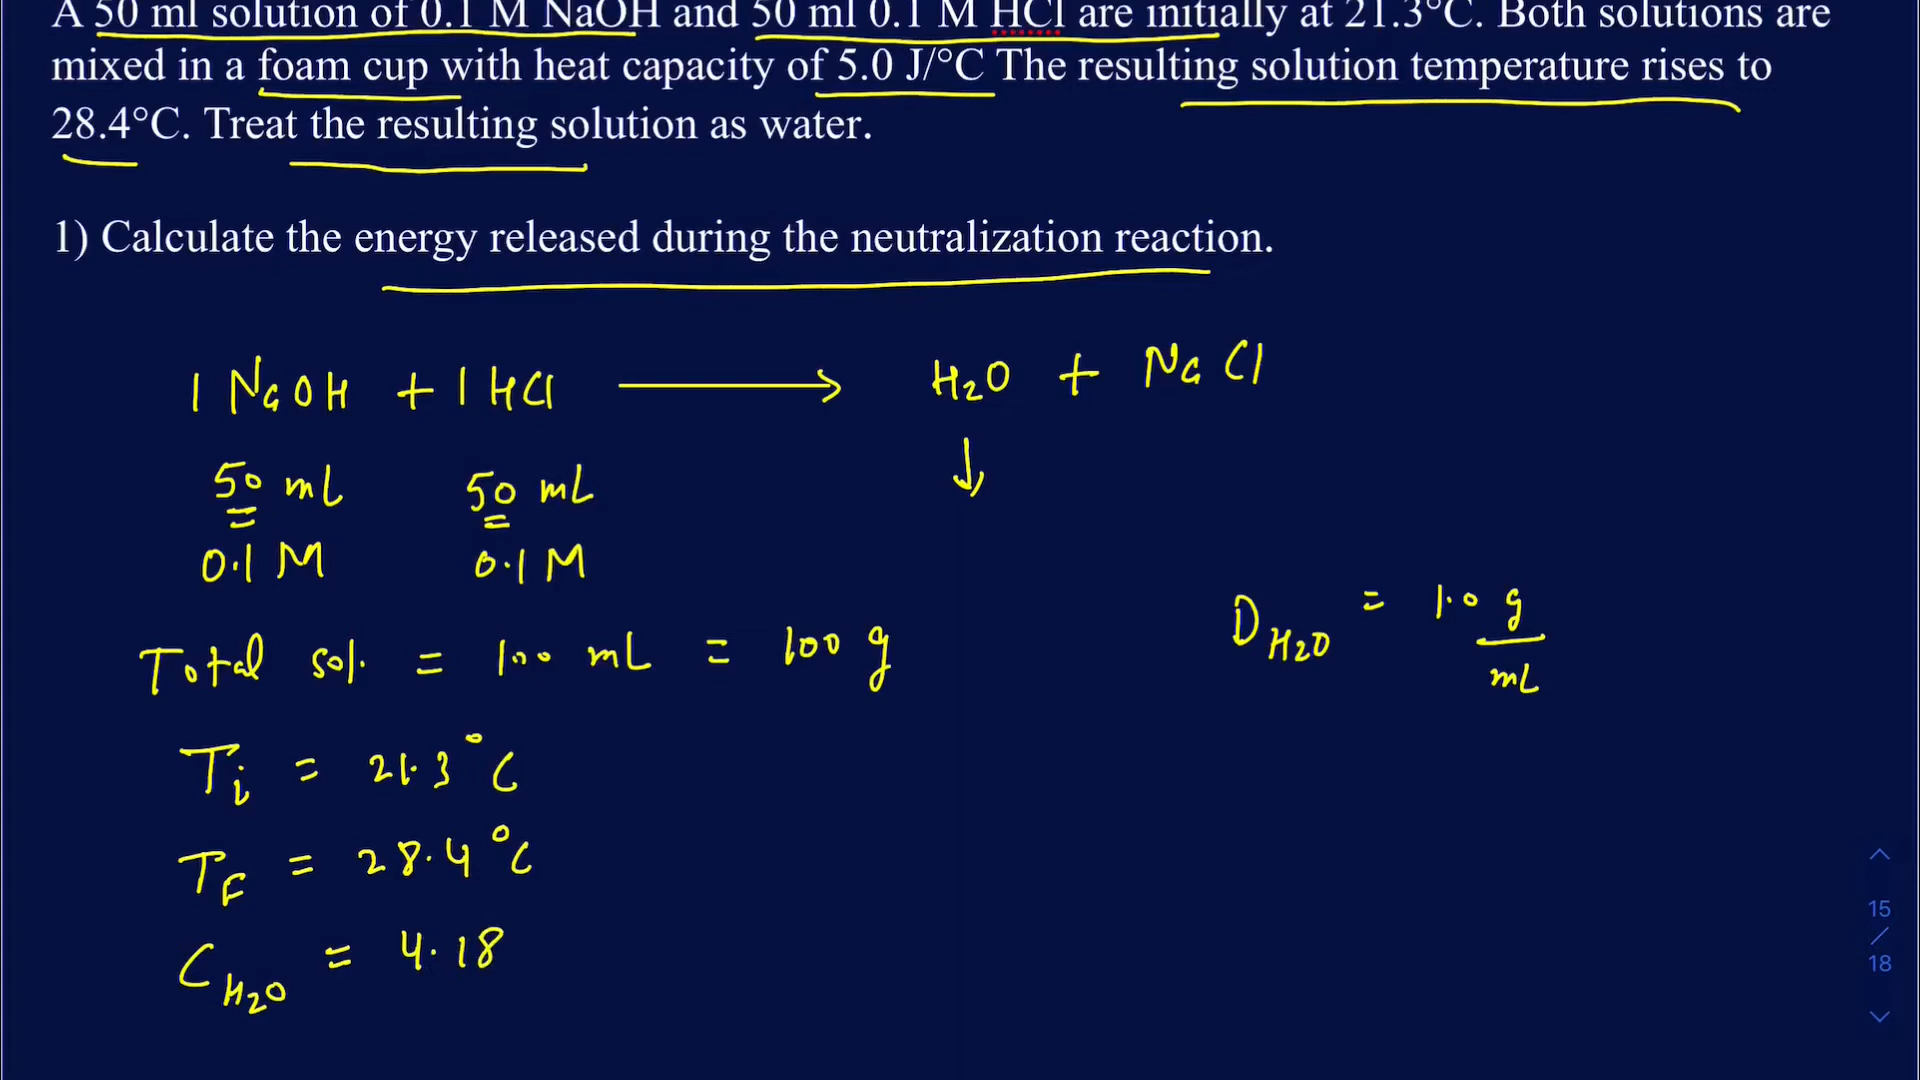 A 50 ml solution of 0.1 M NaOH and 50 ml 0.1 M HCl are initially at 21.3°C. Both solutions are
mixed in a foam cup with heat capacity of 5.0 J/°C The resulting solution temperature rises to
28.4°C. Treat the resulting solution as water.
1) Calculate the energy released during the neutralization reaction.
1 NaOH + 1 HCl → H2O + NaCl
50 mL 50 mL ↓
0.1 M 0.1 M
Total sol. = 100 mL = 100 g
D H2O = 1.0 g/mL
Ti = 21.3°C
TF = 28.4°C
C H2O = 4.18
15
/
18